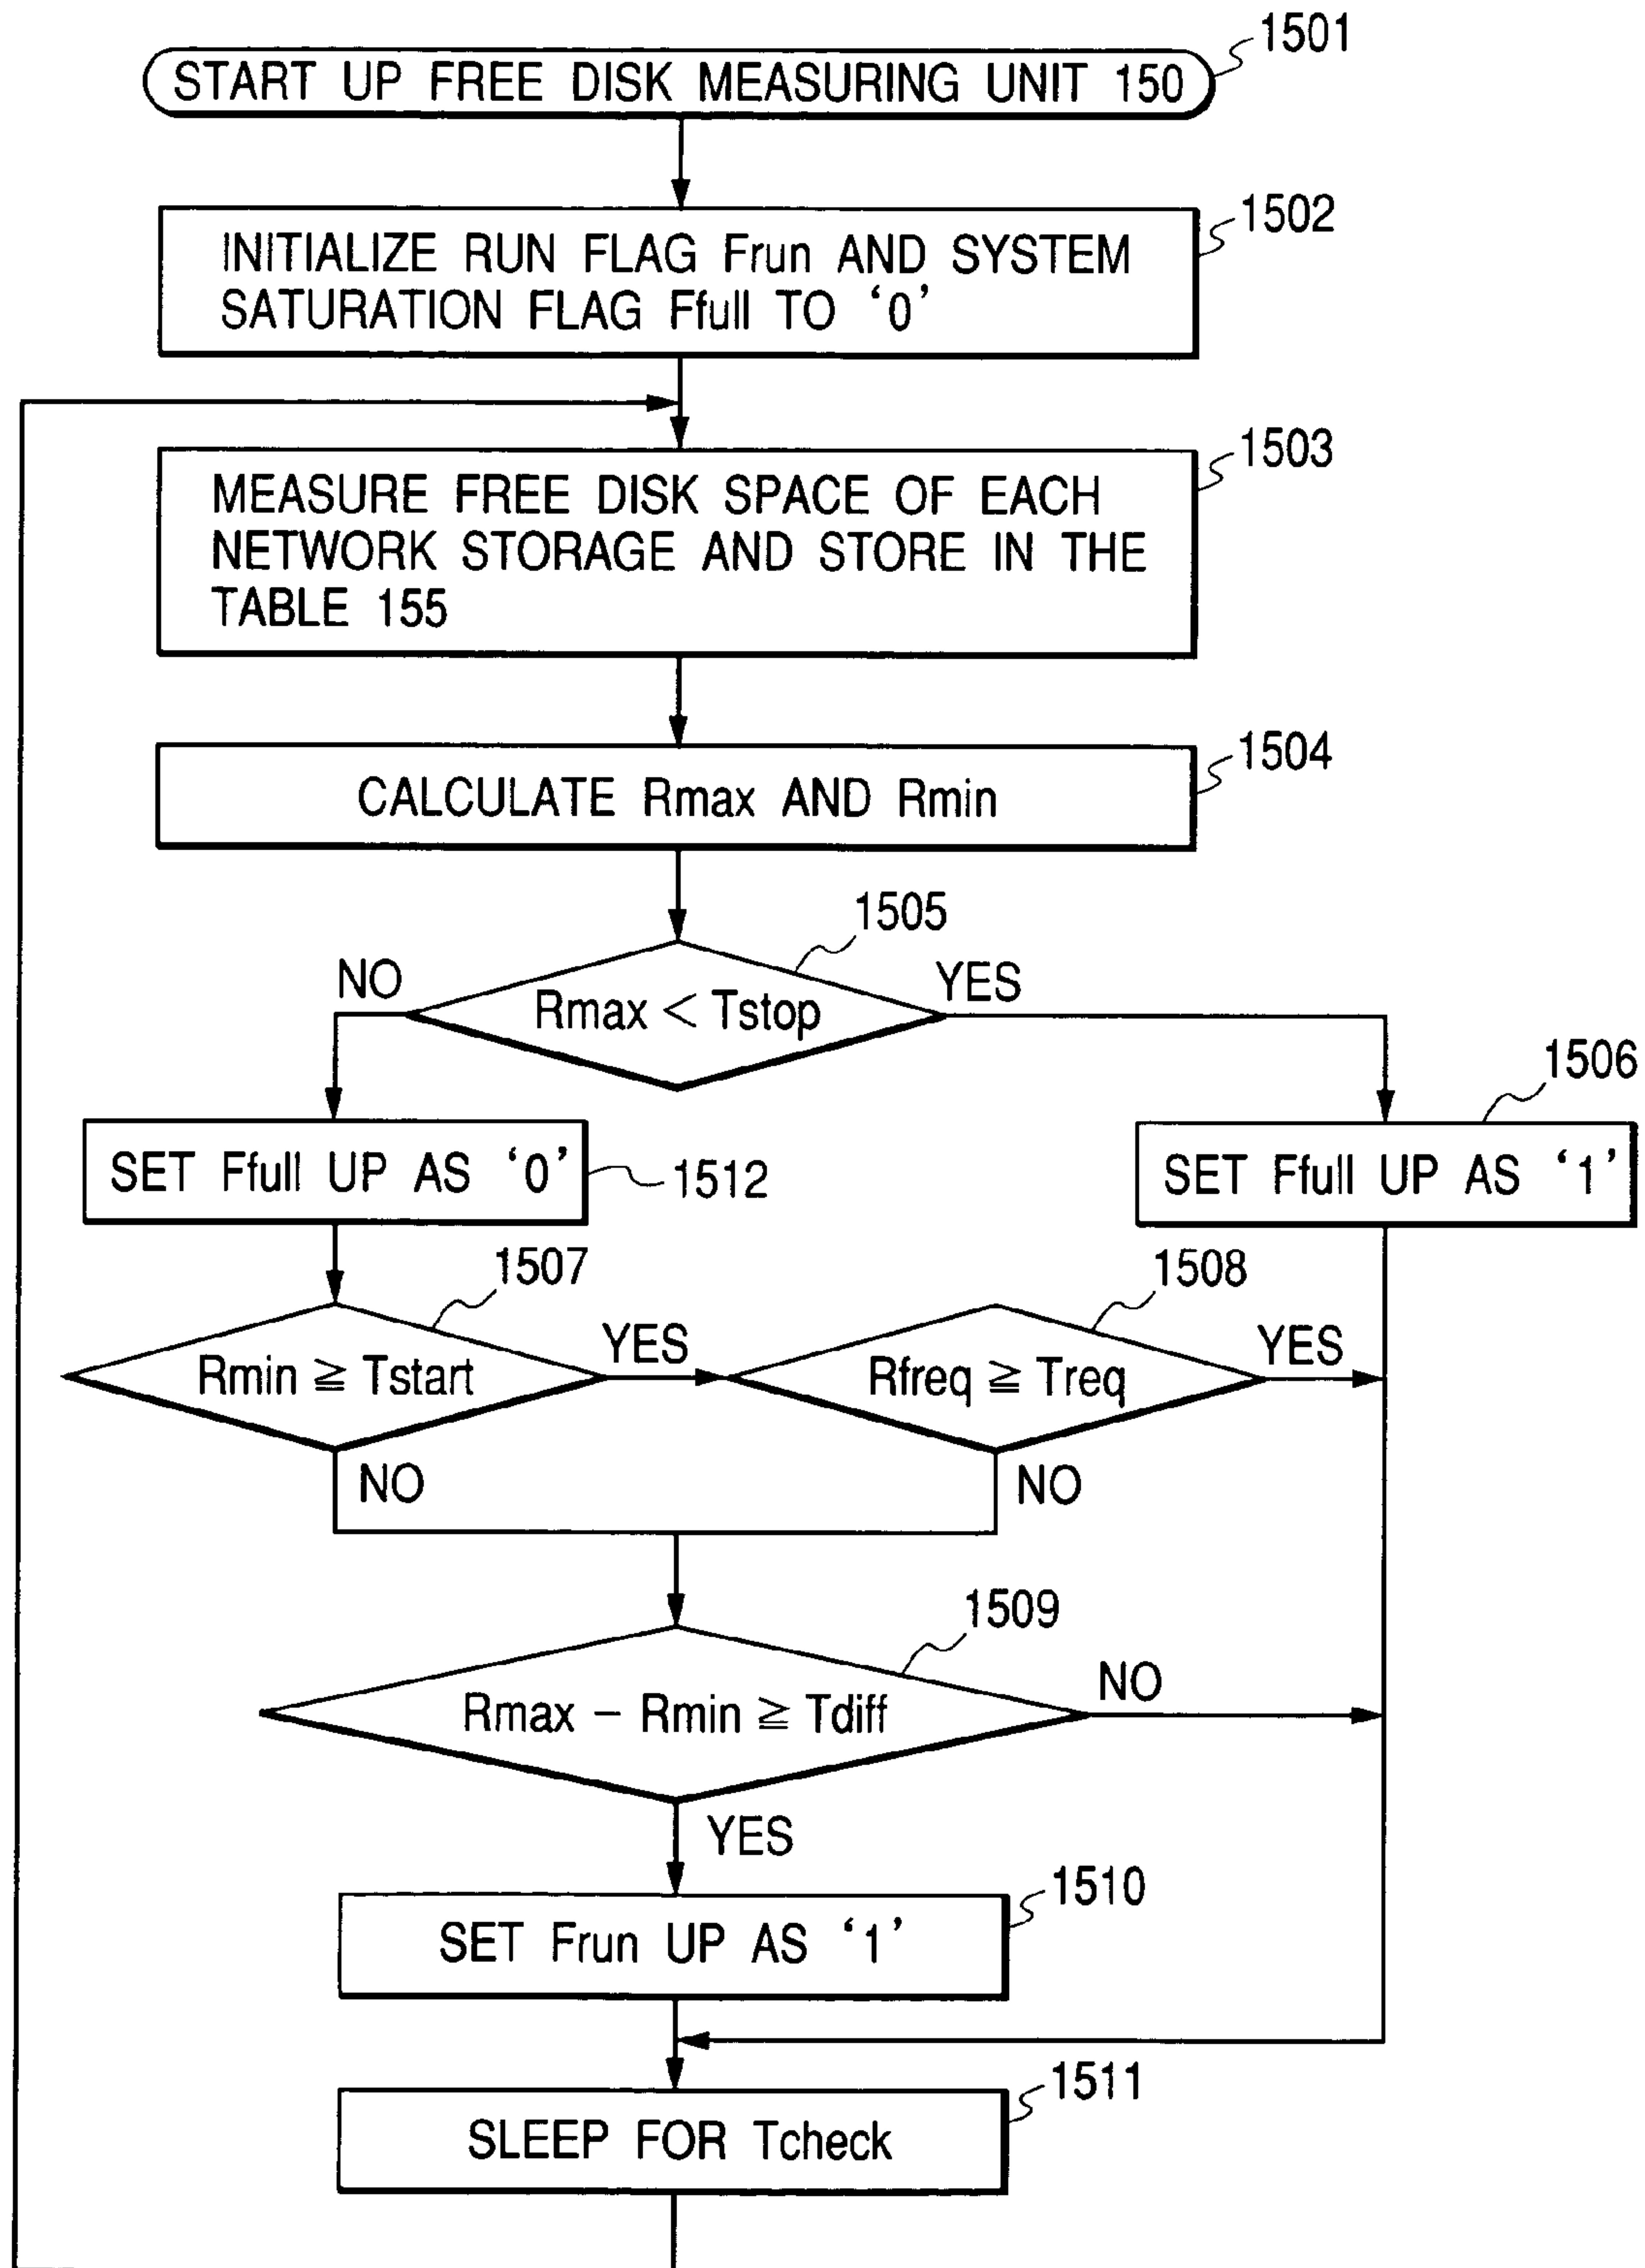 1501
START UP FREE DISK MEASURING UNIT 150
1502
INITIALIZE RUN FLAG Frun AND SYSTEM
SATURATION FLAG Ffull TO ‘0’
1503
MEASURE FREE DISK SPACE OF EACH
NETWORK STORAGE AND STORE IN THE
TABLE 155
1504
CALCULATE Rmax AND Rmin
1505
NO
YES
Rmax < Tstop
1506
SET Ffull UP AS ‘0’
1512
SET Ffull UP AS ‘1’
1507
1508
Rmin ≧ Tstart
YES
Rfreq ≧ Treq
YES
NO
NO
1509
Rmax – Rmin ≧ Tdiff
NO
YES
1510
SET Frun UP AS ‘1’
1511
SLEEP FOR Tcheck